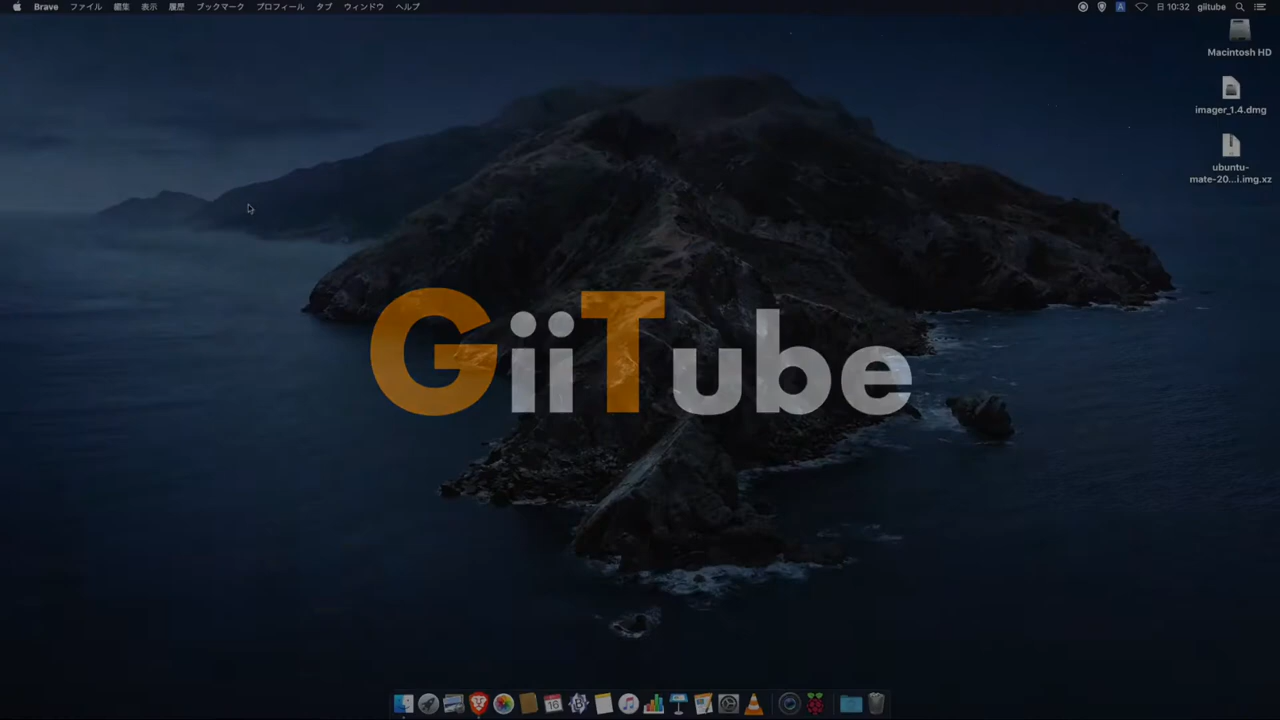 Brave ファイル 編集 表示 履歴 ブックマーク プロフィール タブ ウィンドウ ヘルプ
A 日 10:32 giitube
Macintosh HD
imager_1.4.dmg
ubuntu-
mate-20...i.img.xz
GiiTube
16